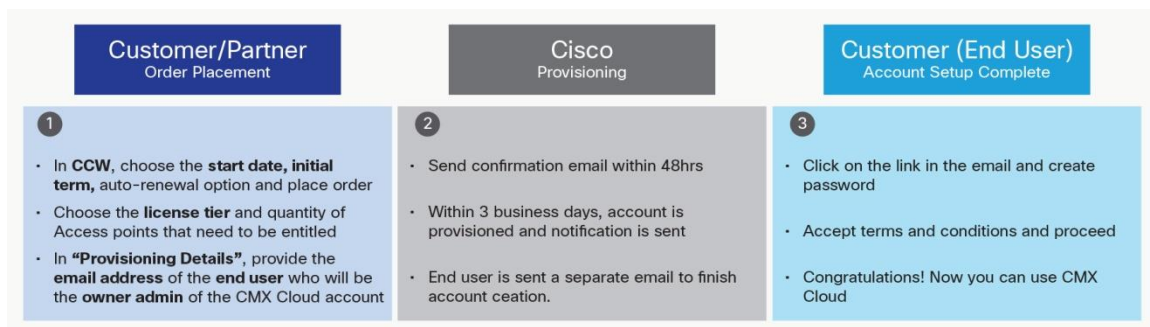 Customer/Partner
Order Placement
Cisco
Provisioning
Customer (End User)
Account Setup Complete
1
• In CCW, choose the start date, initial
term, auto-renewal option and place order
• Choose the license tier and quantity of
Access points that need to be entitled
• In “Provisioning Details”, provide the
email address of the end user who will be
the owner admin of the CMX Cloud account
2
• Send confirmation email within 48hrs
• Within 3 business days, account is
provisioned and notification is sent
• End user is sent a separate email to finish
account ceation.
3
• Click on the link in the email and create
password
• Accept terms and conditions and proceed
• Congratulations! Now you can use CMX
Cloud